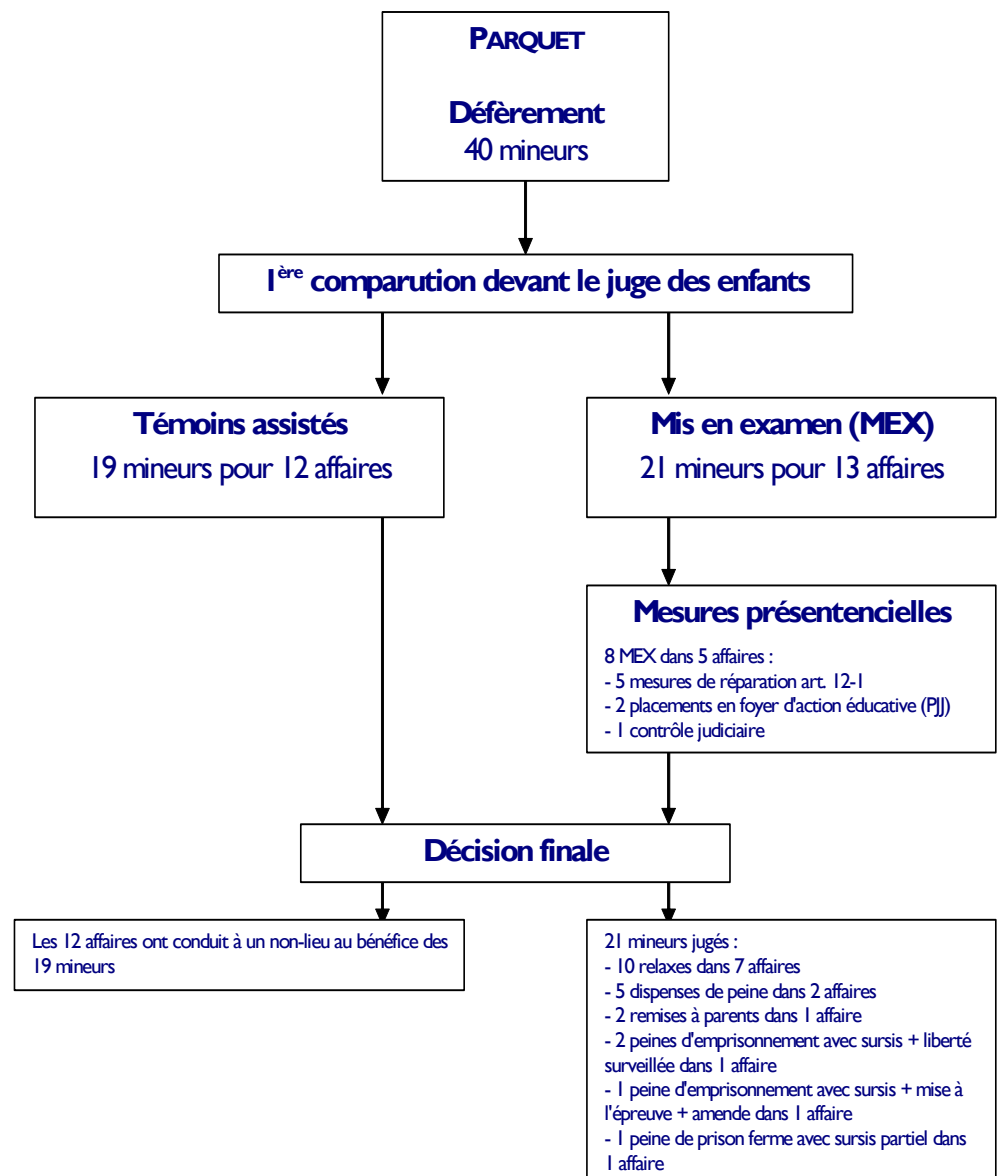 PARQUET
Défèrement
40 mineurs
1ère comparution devant le juge des enfants
Témoins assistés
19 mineurs pour 12 affaires
Mis en examen (MEX)
21 mineurs pour 13 affaires
Mesures présentencielles
8 MEX dans 5 affaires :
- 5 mesures de réparation art. 12-1
- 2 placements en foyer d'action éducative (PJJ)
- 1 contrôle judiciaire
Décision finale
Les 12 affaires ont conduit à un non-lieu au bénéfice des
19 mineurs
21 mineurs jugés :
- 10 relaxes dans 7 affaires
- 5 dispenses de peine dans 2 affaires
- 2 remises à parents dans 1 affaire
- 2 peines d'emprisonnement avec sursis + liberté
surveillée dans 1 affaire
- 1 peine d'emprisonnement avec sursis + mise à
l'épreuve + amende dans 1 affaire
- 1 peine de prison ferme avec sursis partiel dans
1 affaire